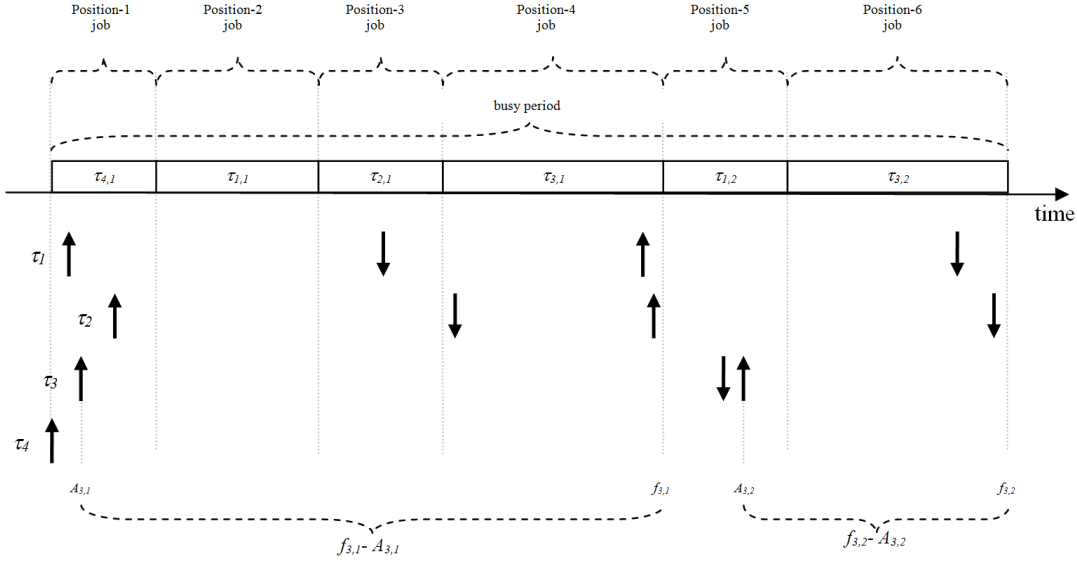 Position-1
job
Position-2
job
Position-3
job
Position-4
job
Position-5
job
Position-6
job
busy period
τ4,1 τ1,1 τ2,1 τ3,1 τ1,2 τ3,2
time
τ1
τ2
τ3
τ4
A3,1 f3,1 A3,2 f3,2
f3,1- A3,1 f3,2- A3,2